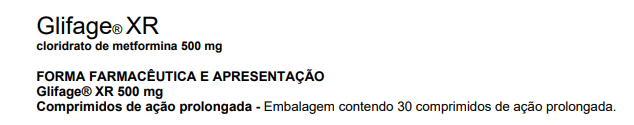 Glifage® XR
cloridrato de metformina 500 mg
FORMA FARMACÊUTICA E APRESENTAÇÃO
Glifage® XR 500 mg
Comprimidos de ação prolongada - Embalagem contendo 30 comprimidos de ação prolongada.